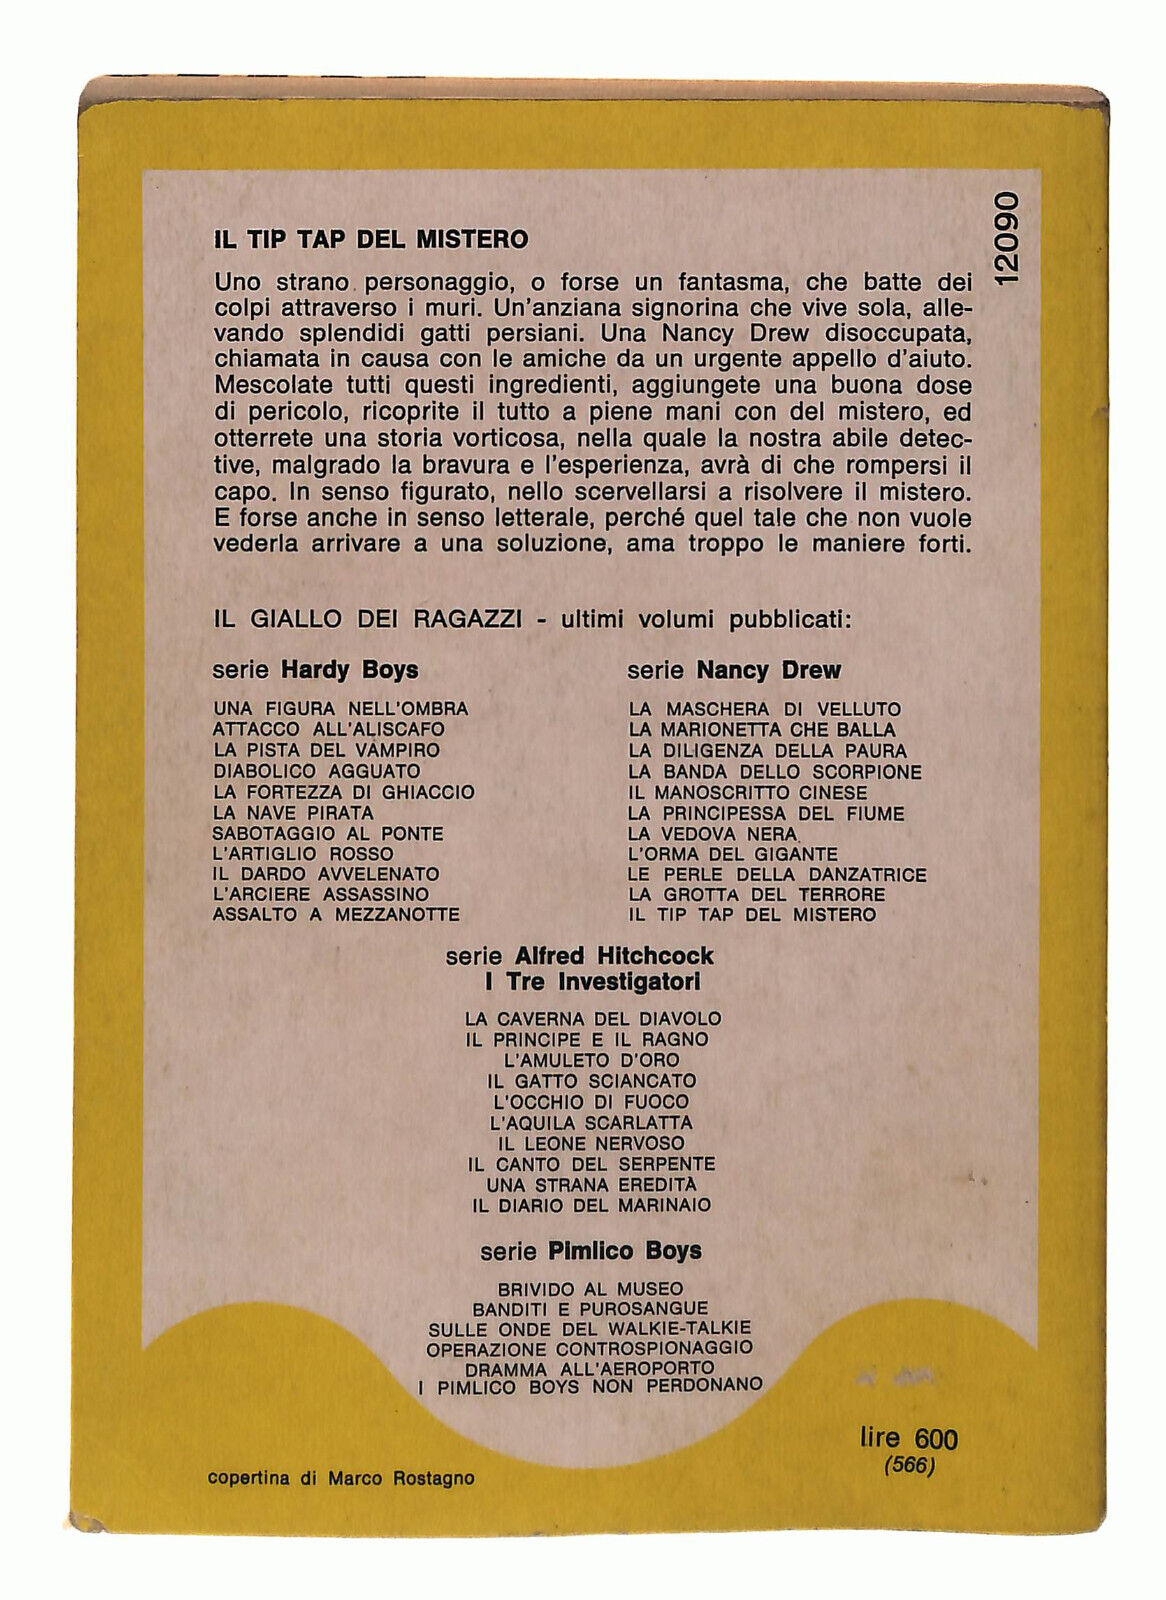 12090
IL TIP TAP DEL MISTERO
Uno strano personaggio, o forse un fantasma, che batte dei
colpi attraverso i muri. Un'anziana signorina che vive sola, alle-
vando splendidi gatti persiani. Una Nancy Drew disoccupata,
chiamata in causa con le amiche da un urgente appello d'aiuto.
Mescolate tutti questi ingredienti, aggiungete una buona dose
di pericolo, ricoprite il tutto a piene mani con del mistero, ed
otterrete una storia vorticosa, nella quale la nostra abile detec-
tive, malgrado la bravura e l'esperienza, avrà di che rompersi il
capo. In senso figurato, nello scervellarsi a risolvere il mistero.
E forse anche in senso letterale, perché quel tale che non vuole
vederla arrivare a una soluzione, ama troppo le maniere forti.
IL GIALLO DEI RAGAZZI - ultimi volumi pubblicati:
serie Hardy Boys
UNA FIGURA NELL'OMBRA
ATTACCO ALL'ALISCAFO
LA PISTA DEL VAMPIRO
DIABOLICO AGGUATO
LA FORTEZZA DI GHIACCIO
LA NAVE PIRATA
SABOTAGGIO AL PONTE
L'ARTIGLIO ROSSO
IL DARDO AVVELENATO
L'ARCIERE ASSASSINO
ASSALTO A MEZZANOTTE
serie Nancy Drew
LA MASCHERA DI VELLUTO
LA MARIONETTA CHE BALLA
LA DILIGENZA DELLA PAURA
LA BANDA DELLO SCORPIONE
IL MANOSCRITTO CINESE
LA PRINCIPESSA DEL FIUME
LA VEDOVA NERA
L'ORMA DEL GIGANTE
LE PERLE DELLA DANZATRICE
LA GROTTA DEL TERRORE
IL TIP TAP DEL MISTERO
serie Alfred Hitchcock
I Tre Investigatori
LA CAVERNA DEL DIAVOLO
IL PRINCIPE E IL RAGNO
L'AMULETO D'ORO
IL GATTO SCIANCATO
L'OCCHIO DI FUOCO
L'AQUILA SCARLATTA
IL LEONE NERVOSO
IL CANTO DEL SERPENTE
UNA STRANA EREDITÀ
IL DIARIO DEL MARINAIO
serie Pimlico Boys
BRIVIDO AL MUSEO
BANDITI E PUROSANGUE
SULLE ONDE DEL WALKIE-TALKIE
OPERAZIONE CONTROSPIONAGGIO
DRAMMA ALL'AEROPORTO
I PIMLICO BOYS NON PERDONANO
lire 600
(566)
copertina di Marco Rostagno